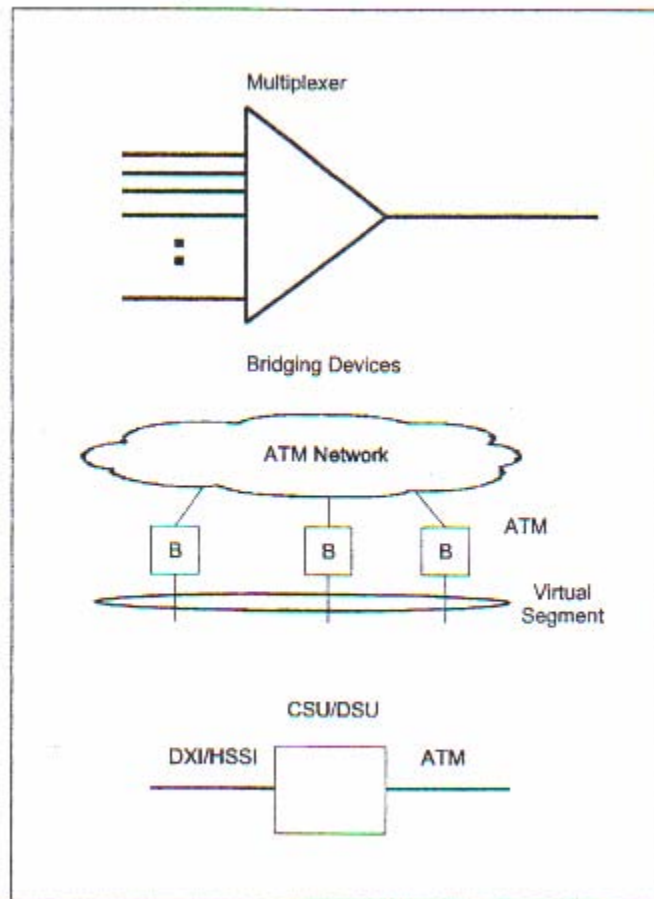 Multiplexer
Bridging Devices
ATM Network
B
B
B
ATM
Virtual
Segment
CSU/DSU
DXI/HSSI
ATM